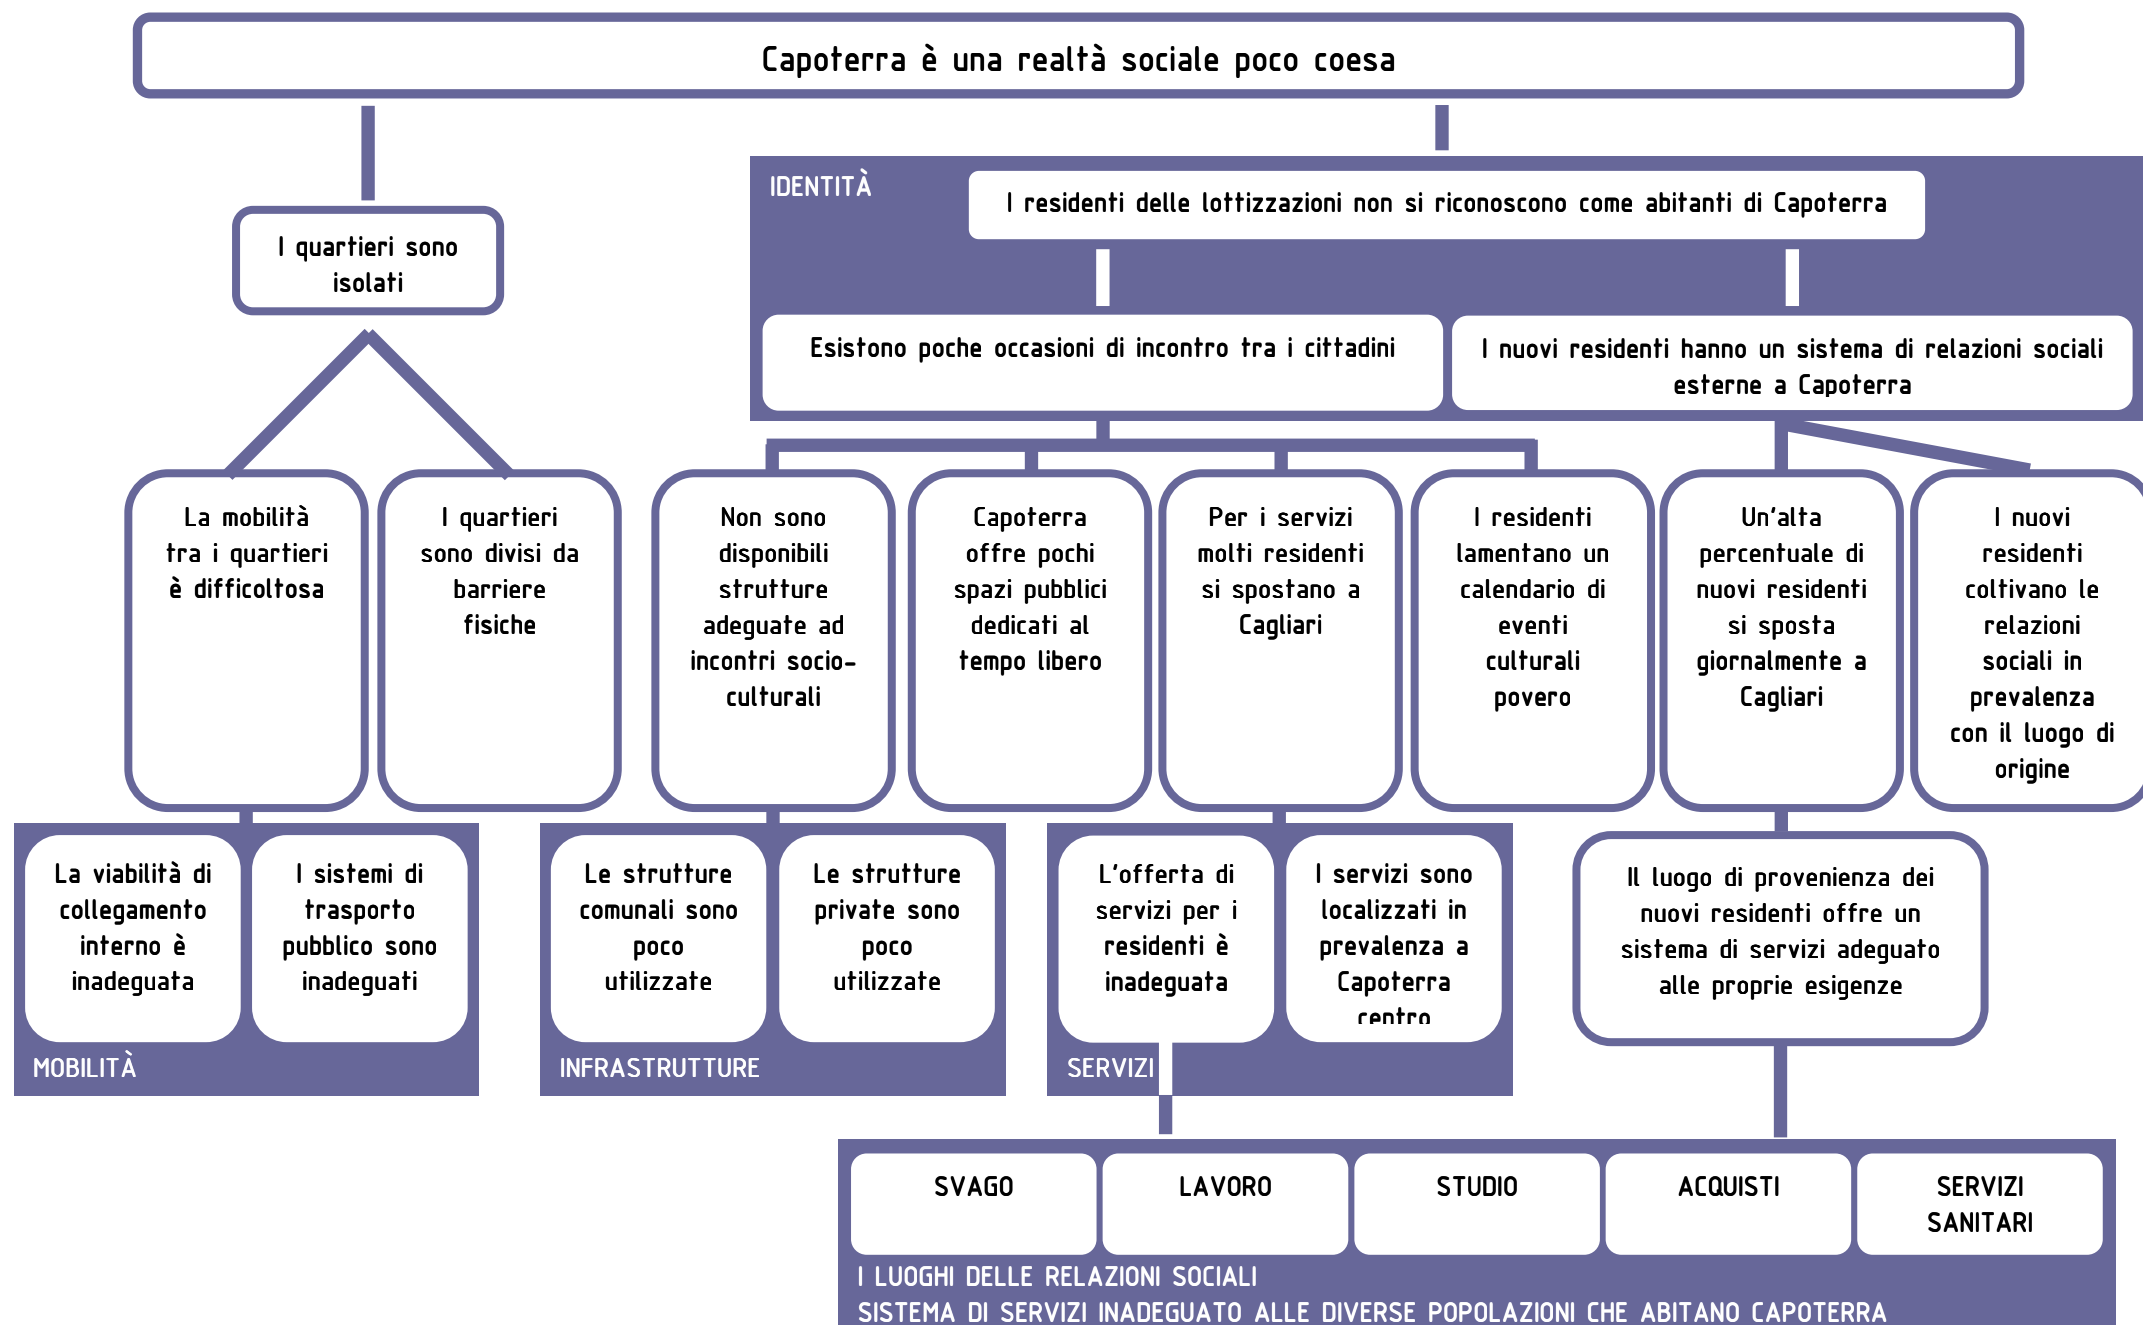 Capoterra è una realtà sociale poco coesa
IDENTITÀ
I residenti delle lottizzazioni non si riconoscono come abitanti di Capoterra
I quartieri sono
isolati
Esistono poche occasioni di incontro tra i cittadini
I nuovi residenti hanno un sistema di relazioni sociali
esterne a Capoterra
La mobilità
tra i quartieri
è difficoltosa
I quartieri
sono divisi da
barriere
fisiche
Non sono
disponibili
strutture
adeguate ad
incontri socio-
culturali
Capoterra
offre pochi
spazi pubblici
dedicati al
tempo libero
Per i servizi
molti residenti
si spostano a
Cagliari
I residenti
lamentano un
calendario di
eventi
culturali
povero
Un'alta
percentuale di
nuovi residenti
si sposta
giornalmente a
Cagliari
I nuovi
residenti
coltivano le
relazioni
sociali in
prevalenza
con il luogo di
origine
La viabilità di
collegamento
interno è
inadeguata
I sistemi di
trasporto
pubblico sono
inadeguati
MOBILITÀ
Le strutture
comunali sono
poco
utilizzate
Le strutture
private sono
poco
utilizzate
INFRASTRUTTURE
L'offerta di
servizi per i
residenti è
inadeguata
I servizi sono
localizzati in
prevalenza a
Capoterra
centro
SERVIZI
Il luogo di provenienza dei
nuovi residenti offre un
sistema di servizi adeguato
alle proprie esigenze
SVAGO
LAVORO
STUDIO
ACQUISTI
SERVIZI
SANITARI
I LUOGHI DELLE RELAZIONI SOCIALI
SISTEMA DI SERVIZI INADEGUATO ALLE DIVERSE POPOLAZIONI CHE ABITANO CAPOTERRA